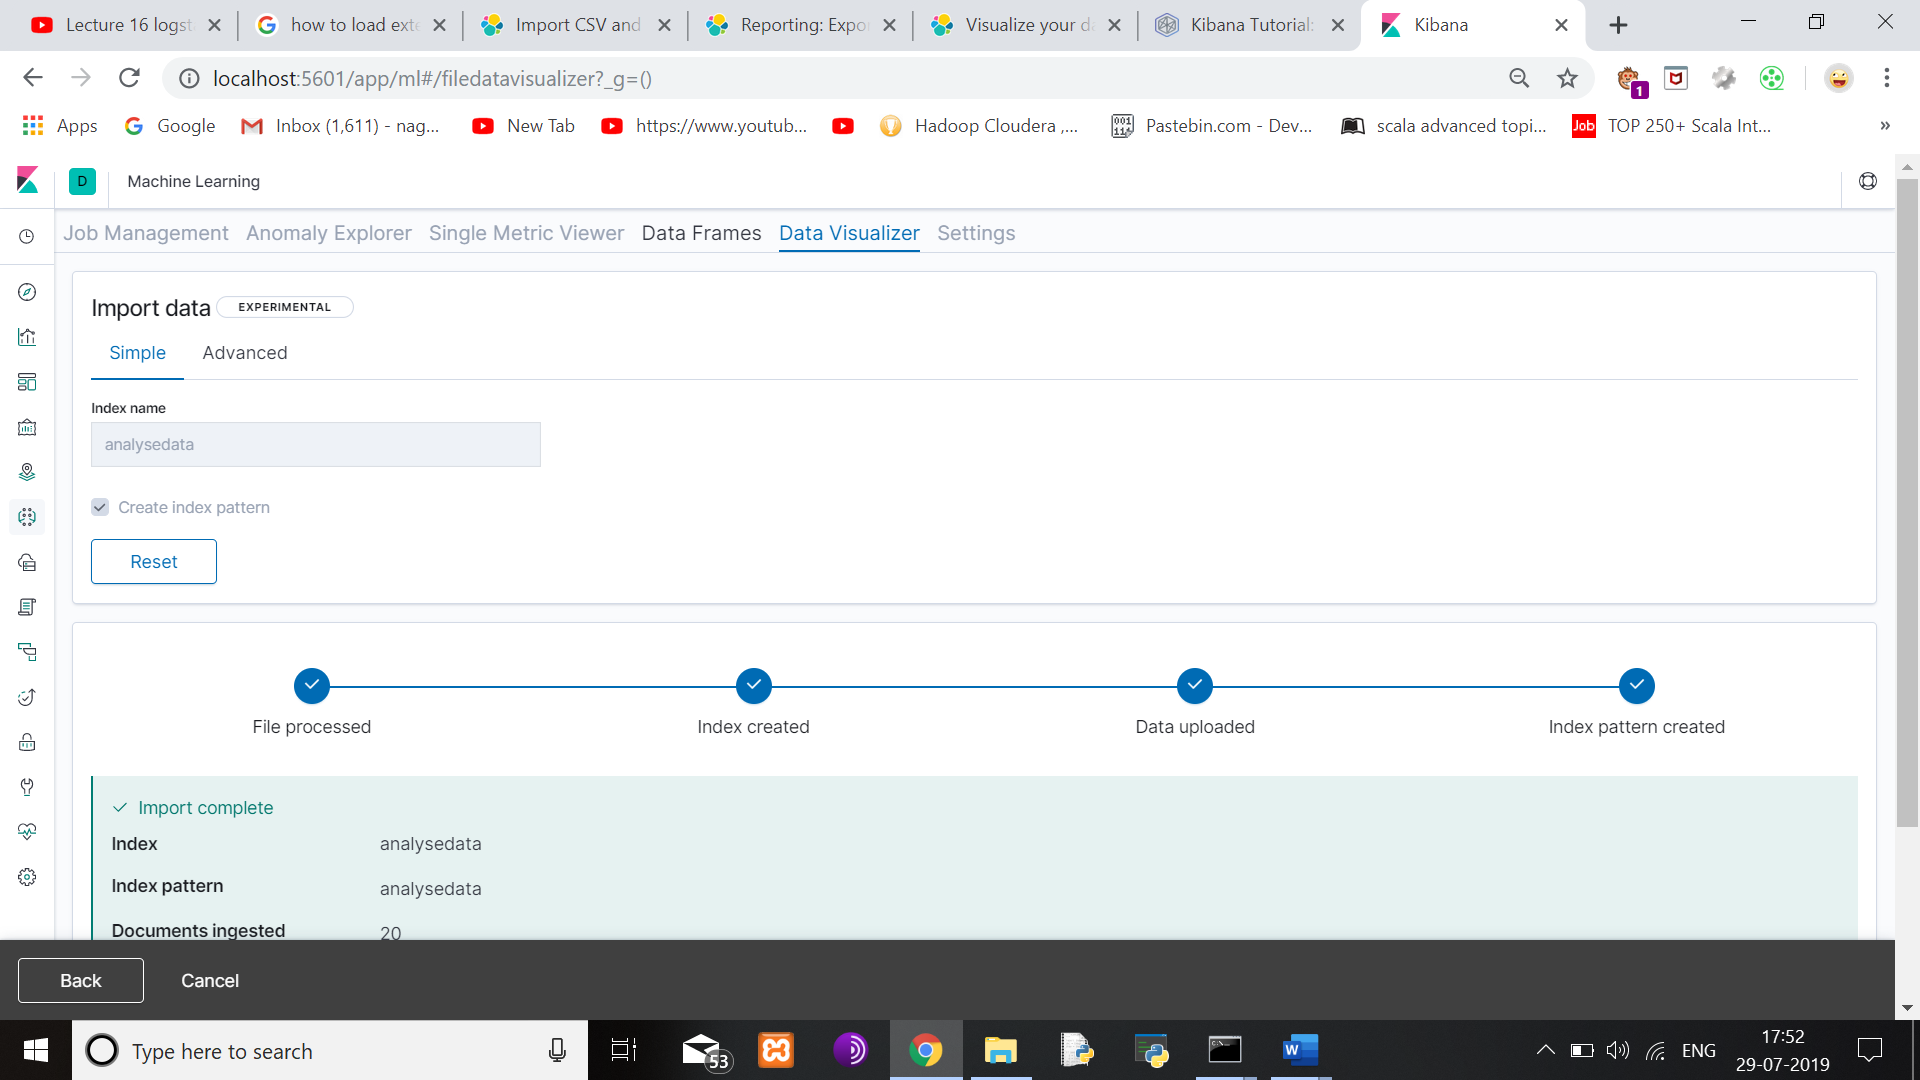 Lecture 16 logst
how to load exte
Import CSV and
Reporting: Expo
Visualize your da
Kibana Tutorial:
Kibana
localhost:5601/app/ml#/filedatavisualizer?_g=()
1
Apps
Google
Inbox (1,611) - nag...
New Tab
https://www.youtub...
Hadoop Cloudera ,...
Pastebin.com - Dev...
scala advanced topi...
Job
TOP 250+ Scala Int...
»
D
Machine Learning
Job Management Anomaly Explorer Single Metric Viewer Data Frames Data Visualizer Settings
Import data EXPERIMENTAL
Simple Advanced
Index name
analysedata
Create index pattern
Reset
File processed Index created Data uploaded Index pattern created
Import complete
Index analysedata
Index pattern analysedata
Documents ingested 20
Back Cancel
Type here to search
53
ENG
17:52
29-07-2019